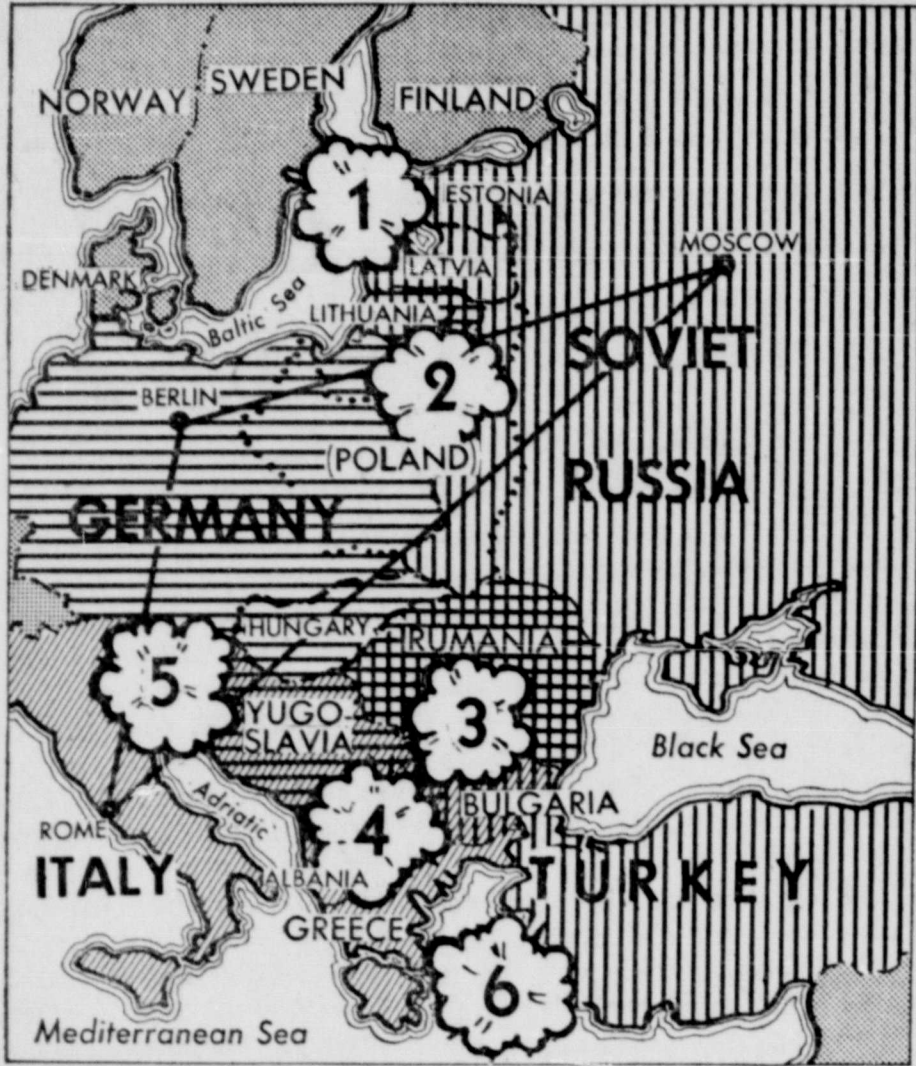 NORWAY
SWEDEN
FINLAND
1
ESTONIA
MOSCOW
LATVIA
DENMARK
Baltic Sea
LITHUANIA
SOVIET
RUSSIA
2
BERLIN
(POLAND)
GERMANY
HUNGARY
RUMANIA
5
YUGO-
SLAVIA
3
Black Sea
Adriatic
BULGARIA
ROME
4
ITALY
ALBANIA
TURKEY
GREECE
6
Mediterranean Sea